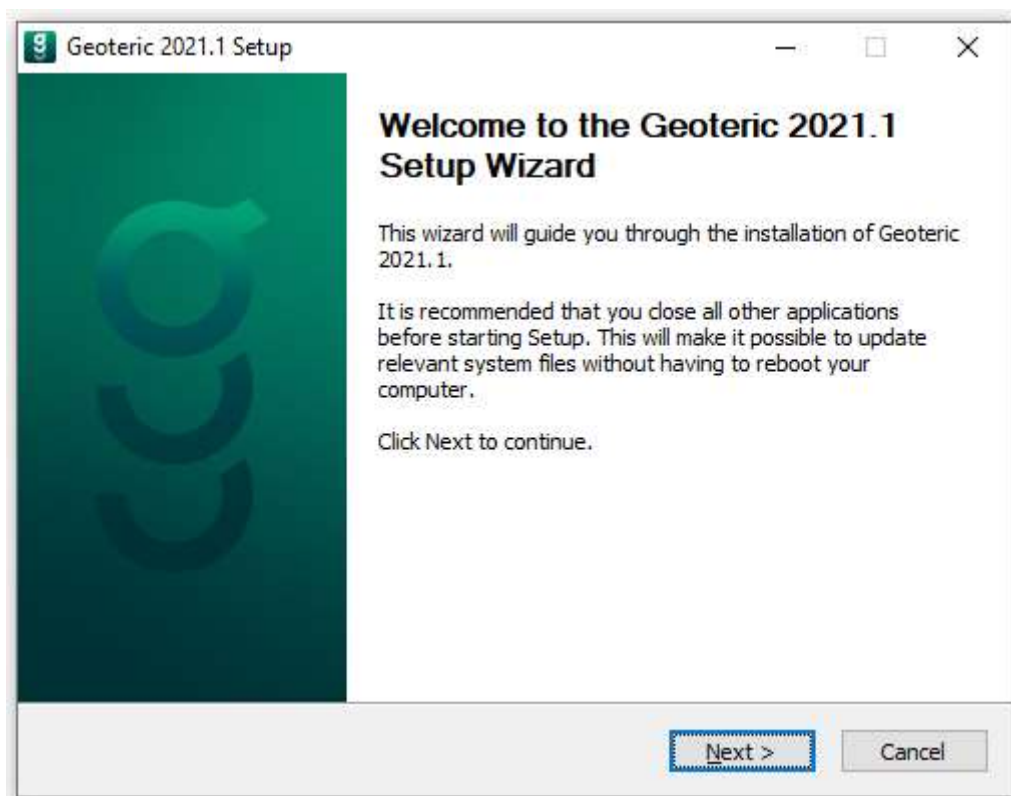 Geoteric 2021.1 Setup
Welcome to the Geoteric 2021.1
Setup Wizard
This wizard will guide you through the installation of Geoteric
2021.1.
It is recommended that you close all other applications
before starting Setup. This will make it possible to update
relevant system files without having to reboot your
computer.
Click Next to continue.
Next >
Cancel